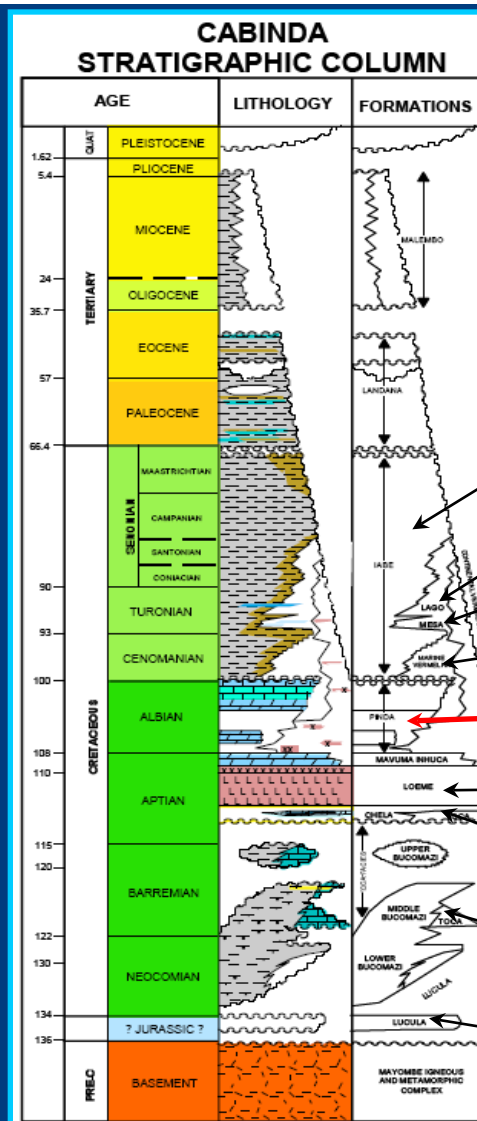 CABINDA
STRATIGRAPHIC COLUMN
AGE
LITHOLOGY
FORMATIONS
QUAT
PLEISTOCENE
1.62
PLIOCENE
5.4
TERTIARY
MIOCENE
MALEMBO
24
OLIGOCENE
35.7
EOCENE
LANDANA
57
PALEOCENE
66.4
CRETACEOUS
SENONIAN
MAASTRICHTIAN
CAMPANIAN
IABE
SANTONIAN
CONIACIAN
90
TURONIAN
LAGO
MESA
93
CENOMANIAN
MARINE
VERMELHA
100
ALBIAN
PINDA
X
X
XX
X
108
MAVUMA INHUCA
110
APTIAN
LOEME
CHELA
115
UPPER
BUCOMAZI
120
BARREMIAN
MIDDLE
BUCOMAZI
TOCA
122
LOWER
BUCOMAZI
130
NEOCOMIAN
LUCULA
134
? JURASSIC ?
LUCULA
136
PRE-C
BASEMENT
MAYOMBE IGNEOUS
AND METAMORPHIC
COMPLEX